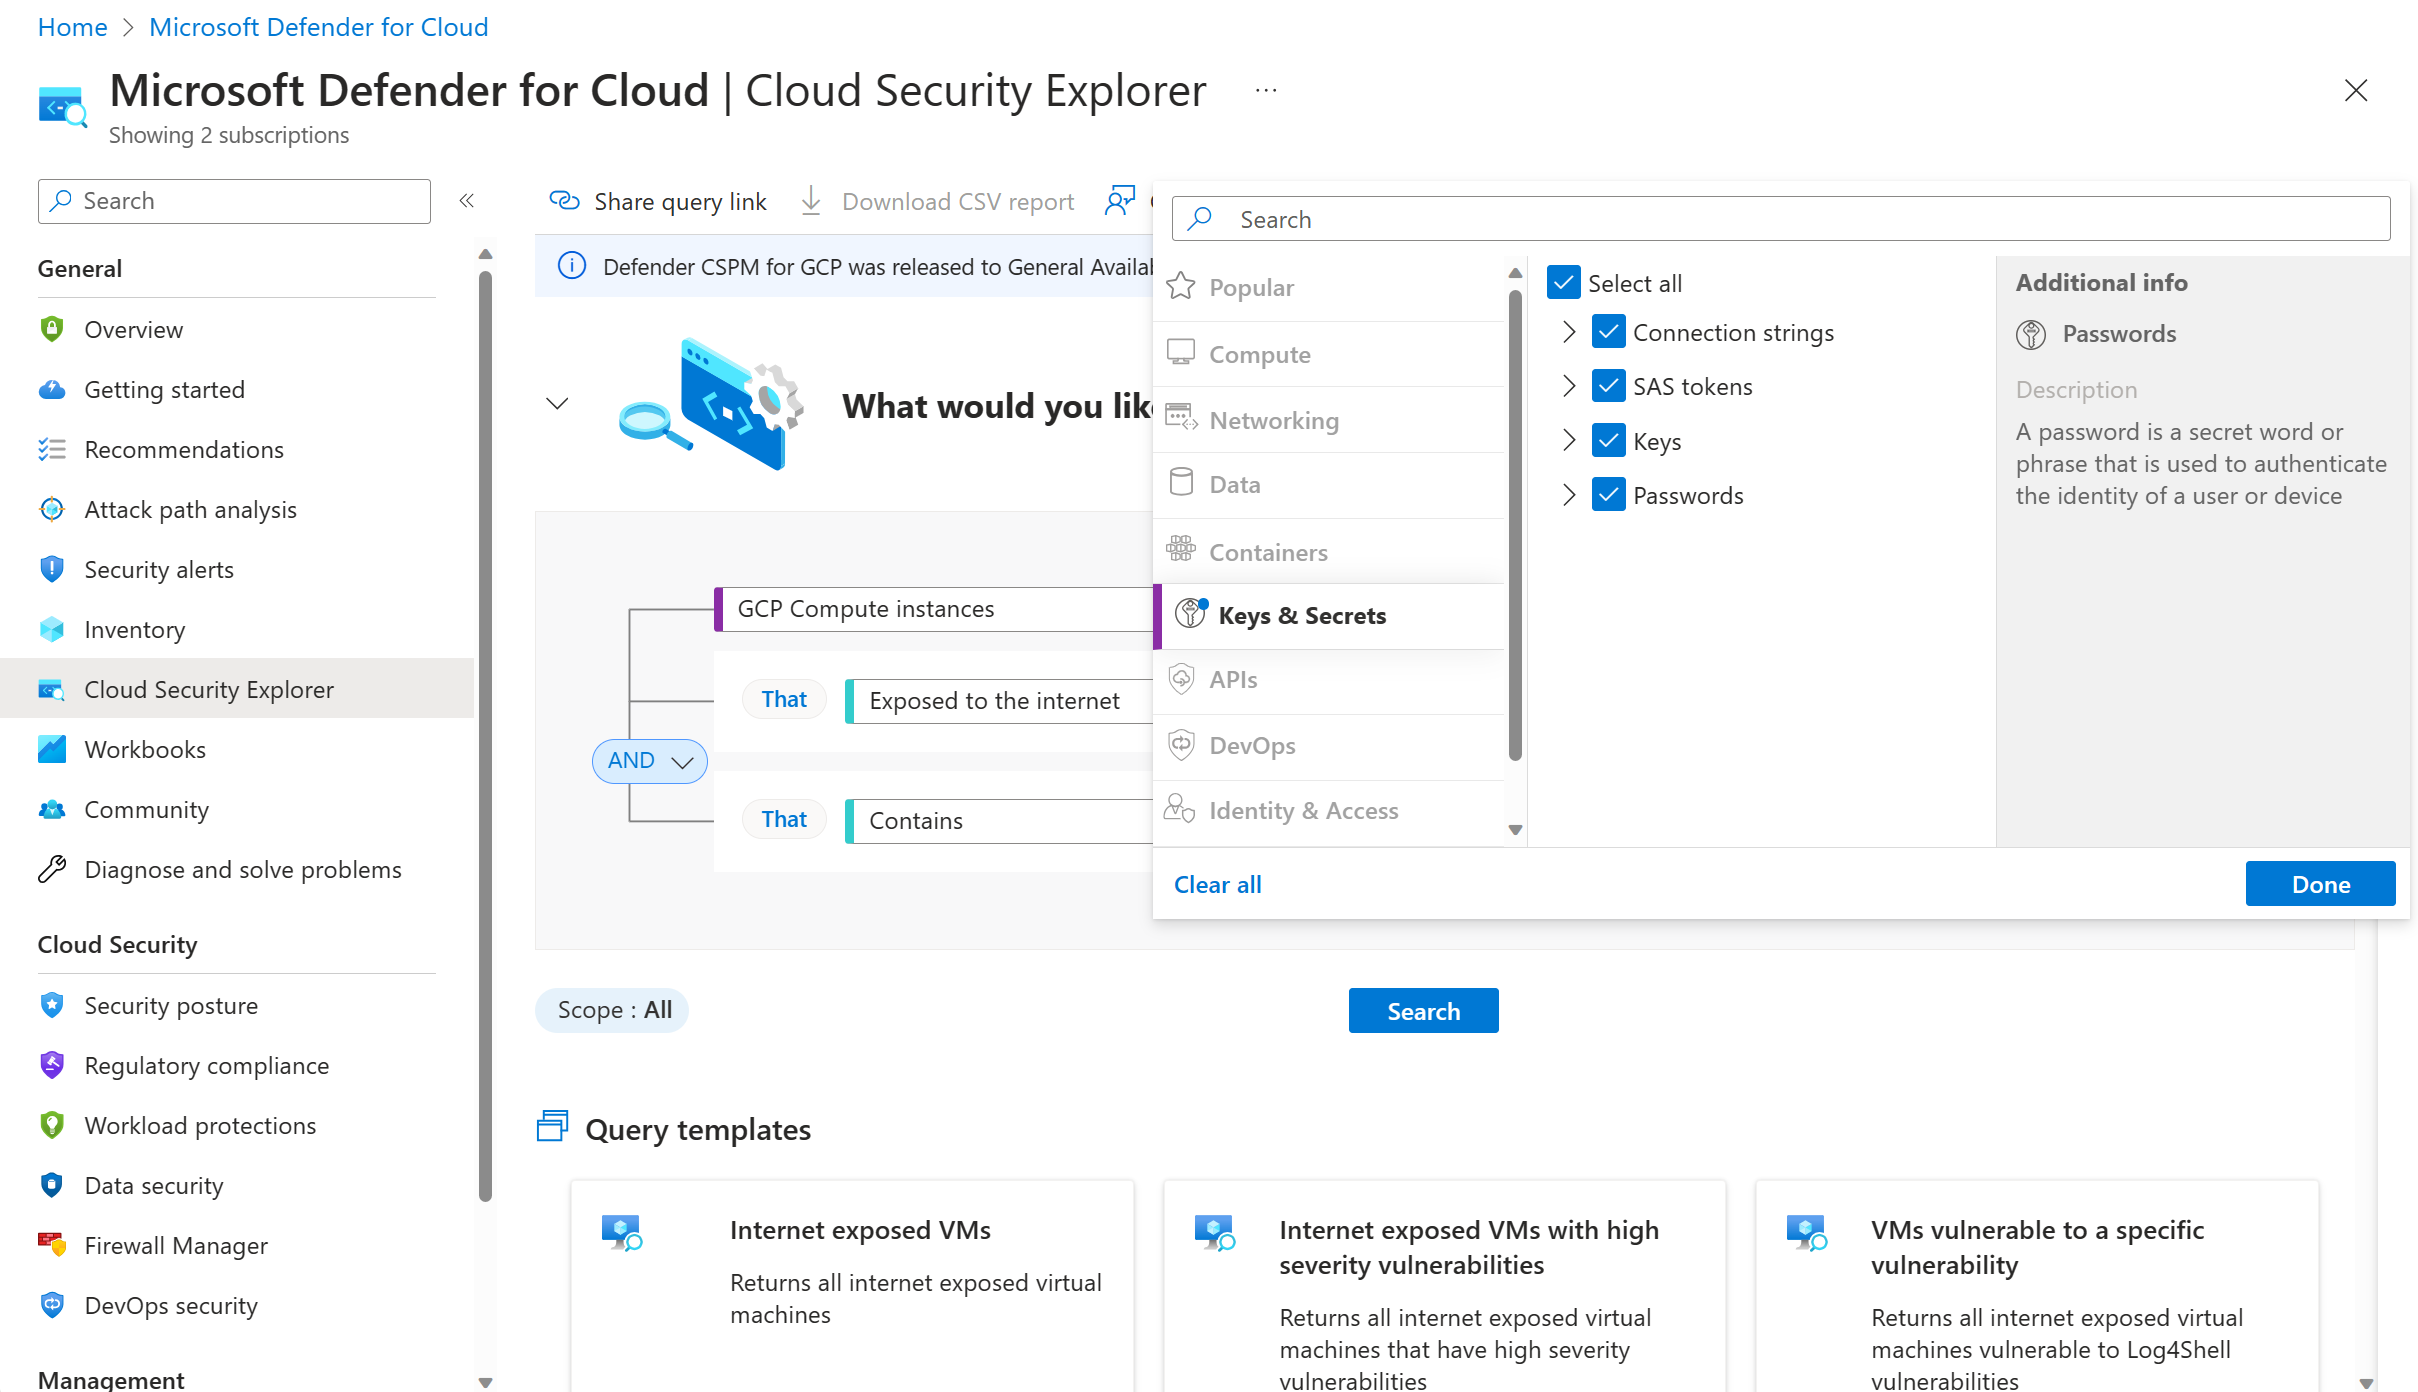 Home > Microsoft Defender for Cloud
Microsoft Defender for Cloud | Cloud Security Explorer ...
Showing 2 subscriptions
Search
General
Overview
Getting started
Recommendations
Attack path analysis
Security alerts
Inventory
Cloud Security Explorer
Workbooks
Community
Diagnose and solve problems
Cloud Security
Security posture
Regulatory compliance
Workload protections
Data security
Firewall Manager
DevOps security
Management
Share query link
Download CSV report
Defender CSPM for GCP was released to General
What would you
GCP Compute instances
That
Exposed to the internet
AND
That
Contains
Search
Popular
Compute
Networking
Data
Containers
Keys & Secrets
APIs
DevOps
Identity & Access
Select all
Connection strings
SAS tokens
Keys
Passwords
Additional info
Passwords
Description
A password is a secret word or
phrase that is used to authenticate
the identity of a user or device
Clear all
Done
Scope : All
Search
Query templates
Internet exposed VMs
Returns all internet exposed virtual
machines
Internet exposed VMs with high
severity vulnerabilities
Returns all internet exposed virtual
machines that have high severity
vulnerabilities
VMs vulnerable to a specific
vulnerability
Returns all internet exposed virtual
machines vulnerable to Log4Shell
vulnerabilities